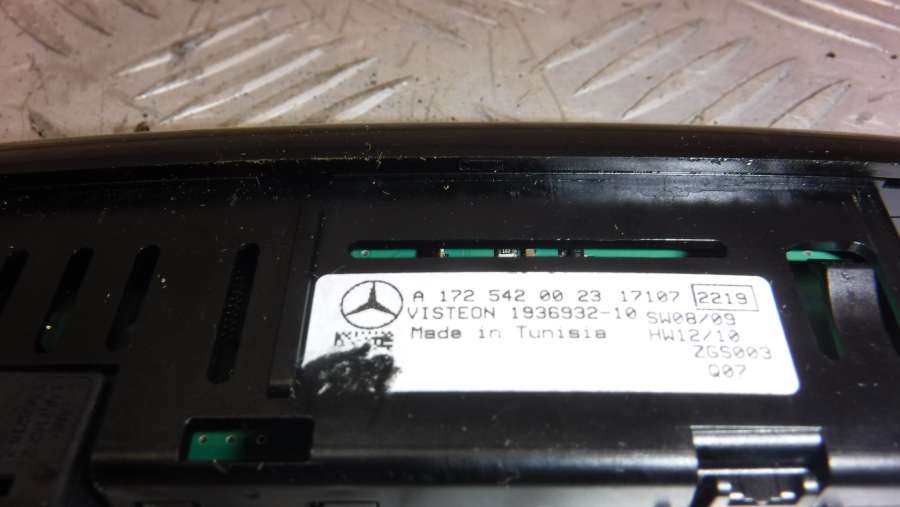 A 172 542 00 23 17107 2219
VISTEON 1936932-10 SW08/09
Made in Tunisia HW12/10
ZGS003
Q07